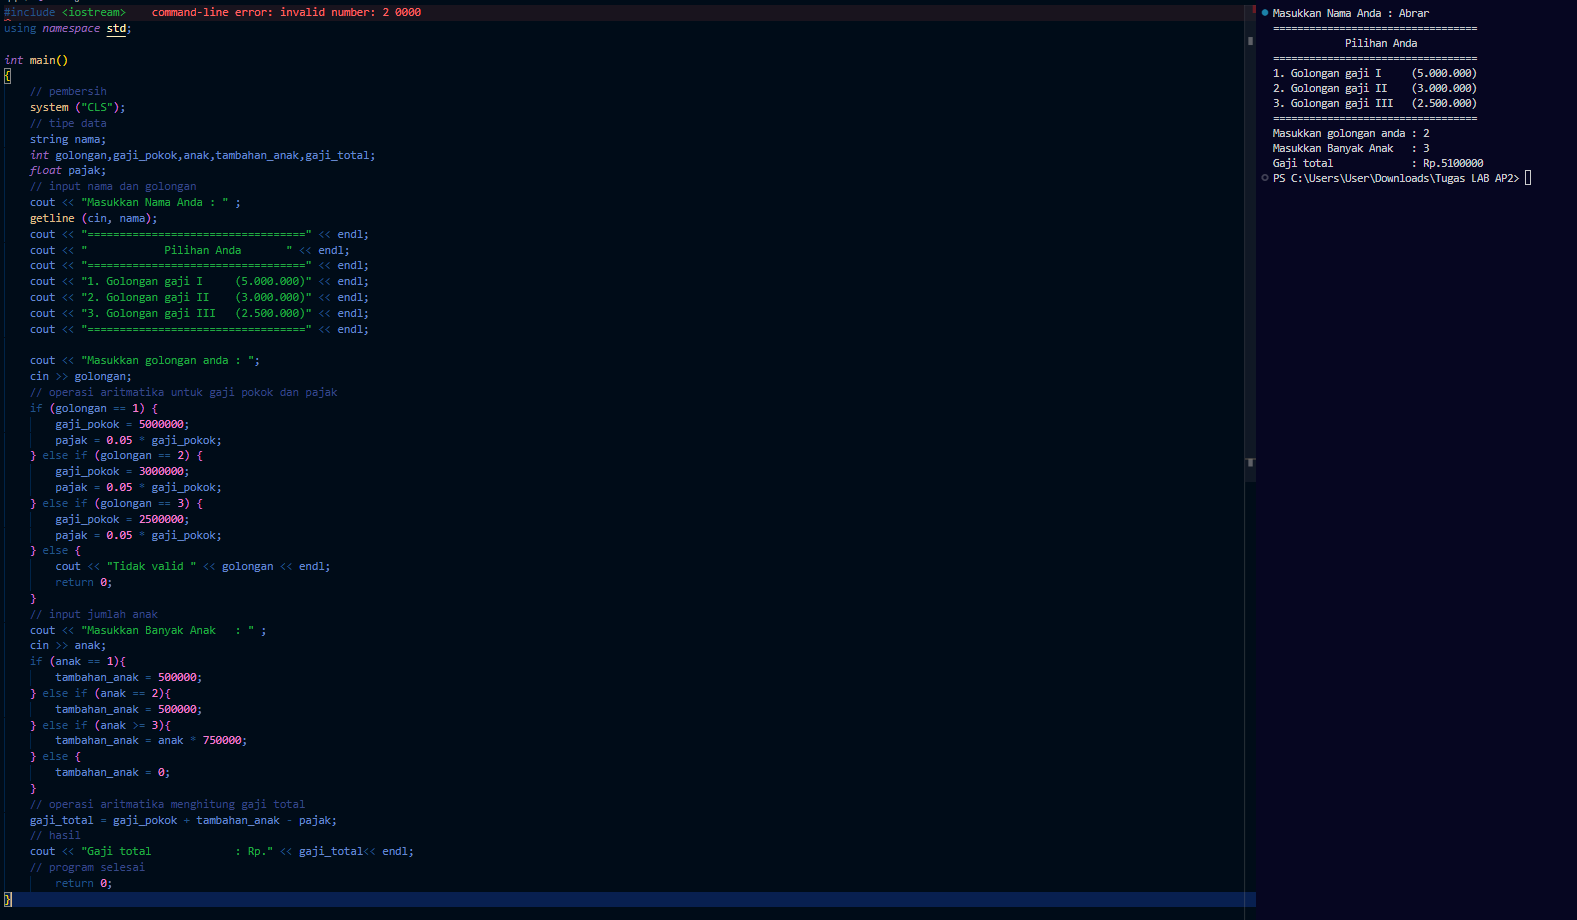 #include <iostream>    command-line error: invalid number: 2 0000
using namespace std;

int main()
{
    // pembersih
    system ("CLS");
    // tipe data
    string nama;
    int golongan,gaji_pokok,anak,tambahan_anak,gaji_total;
    float pajak;
    // input nama dan golongan
    cout << "Masukkan Nama Anda : " ;
    getline (cin, nama);
    cout << "==================================" << endl;
    cout << "            Pilihan Anda       " << endl;
    cout << "==================================" << endl;
    cout << "1. Golongan gaji I     (5.000.000)" << endl;
    cout << "2. Golongan gaji II    (3.000.000)" << endl;
    cout << "3. Golongan gaji III   (2.500.000)" << endl;
    cout << "==================================" << endl;

    cout << "Masukkan golongan anda : ";
    cin >> golongan;
    // operasi aritmatika untuk gaji pokok dan pajak
    if (golongan == 1) {
        gaji_pokok = 5000000;
        pajak = 0.05 * gaji_pokok;
    } else if (golongan == 2) {
        gaji_pokok = 3000000;
        pajak = 0.05 * gaji_pokok;
    } else if (golongan == 3) {
        gaji_pokok = 2500000;
        pajak = 0.05 * gaji_pokok;
    } else {
        cout << "Tidak valid " << golongan << endl;
        return 0;
    }
    // input jumlah anak
    cout << "Masukkan Banyak Anak   : " ;
    cin >> anak;
    if (anak == 1){
        tambahan_anak = 500000;
    } else if (anak == 2){
        tambahan_anak = 500000;
    } else if (anak >= 3){
        tambahan_anak = anak * 750000;
    } else {
        tambahan_anak = 0;
    }
    // operasi aritmatika menghitung gaji total
    gaji_total = gaji_pokok + tambahan_anak - pajak;
    // hasil
    cout << "Gaji total             : Rp." << gaji_total<< endl;
    // program selesai
        return 0;
}
Masukkan Nama Anda : Abrar
==================================
            Pilihan Anda
==================================
1. Golongan gaji I     (5.000.000)
2. Golongan gaji II    (3.000.000)
3. Golongan gaji III   (2.500.000)
==================================
Masukkan golongan anda : 2
Masukkan Banyak Anak   : 3
Gaji total             : Rp.5100000
PS C:\Users\User\Downloads\Tugas LAB AP2>